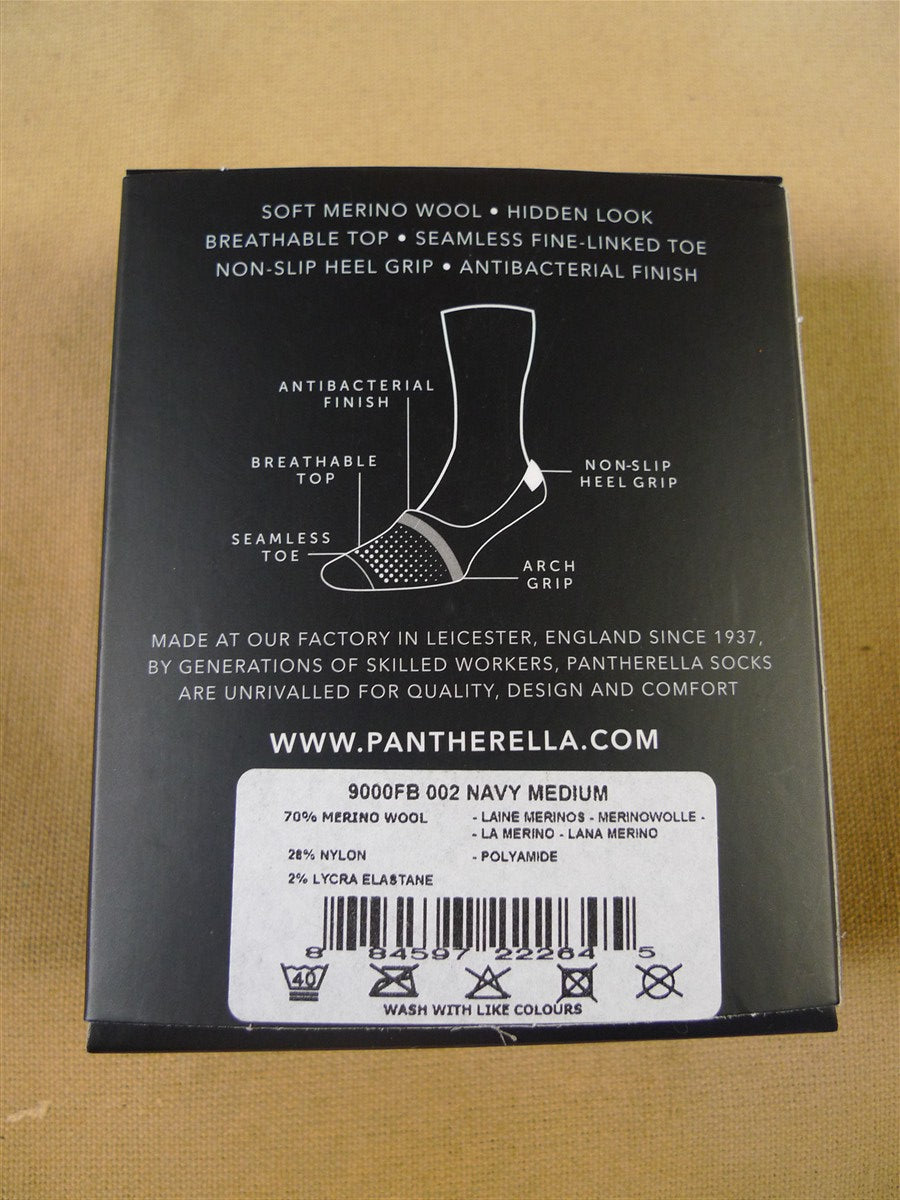 SOFT MERINO WOOL • HIDDEN LOOK
BREATHABLE TOP • SEAMLESS FINE-LINKED TOE
NON-SLIP HEEL GRIP • ANTIBACTERIAL FINISH
ANTIBACTERIAL
FINISH
BREATHABLE
TOP
NON-SLIP
HEEL GRIP
SEAMLESS
TOE
ARCH
GRIP
MADE AT OUR FACTORY IN LEICESTER, ENGLAND SINCE 1937,
BY GENERATIONS OF SKILLED WORKERS, PANTHERELLA SOCKS
ARE UNRIVALLED FOR QUALITY, DESIGN AND COMFORT
WWW.PANTHERELLA.COM
9000FB 002 NAVY MEDIUM
70% MERINO WOOL - LAINE MERINOS - MERINOWOLLE -
- LA MERINO - LANA MERINO
28% NYLON - POLYAMIDE
2% LYCRA ELASTANE
8 84597 22264 5
40
WASH WITH LIKE COLOURS